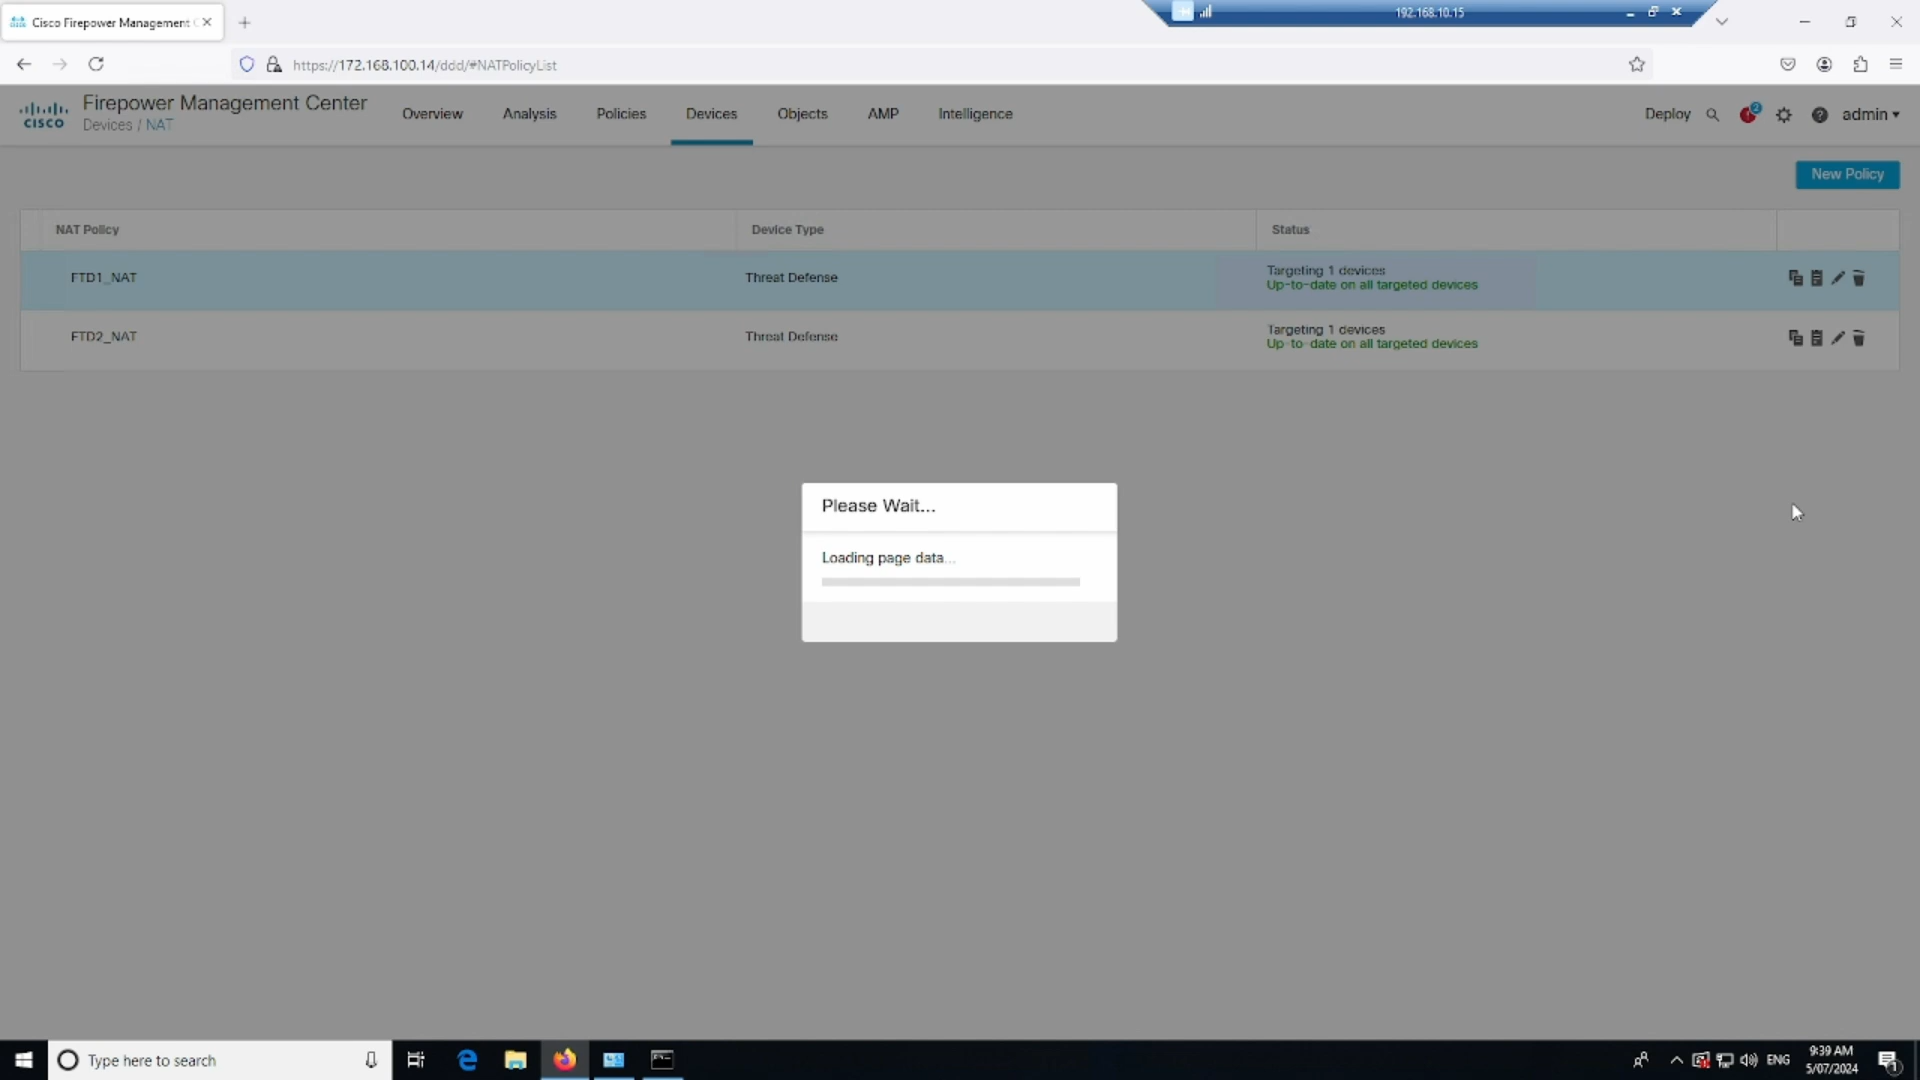 Cisco Firepower Management C
192.168.10.15
https://172.168.100.14/ddd/#NATPolicyList
CISCO
Firepower Management Center
Devices / NAT
Overview
Analysis
Policies
Devices
Objects
AMP
Intelligence
Deploy
2
admin
New Policy
NAT Policy
Device Type
Status
FTD1_NAT
Threat Defense
Targeting 1 devices
Up-to-date on all targeted devices
FTD2_NAT
Threat Defense
Targeting 1 devices
Up-to-date on all targeted devices
Please Wait...
Loading page data...
Type here to search
ENG
9:39 AM
5/07/2024
1